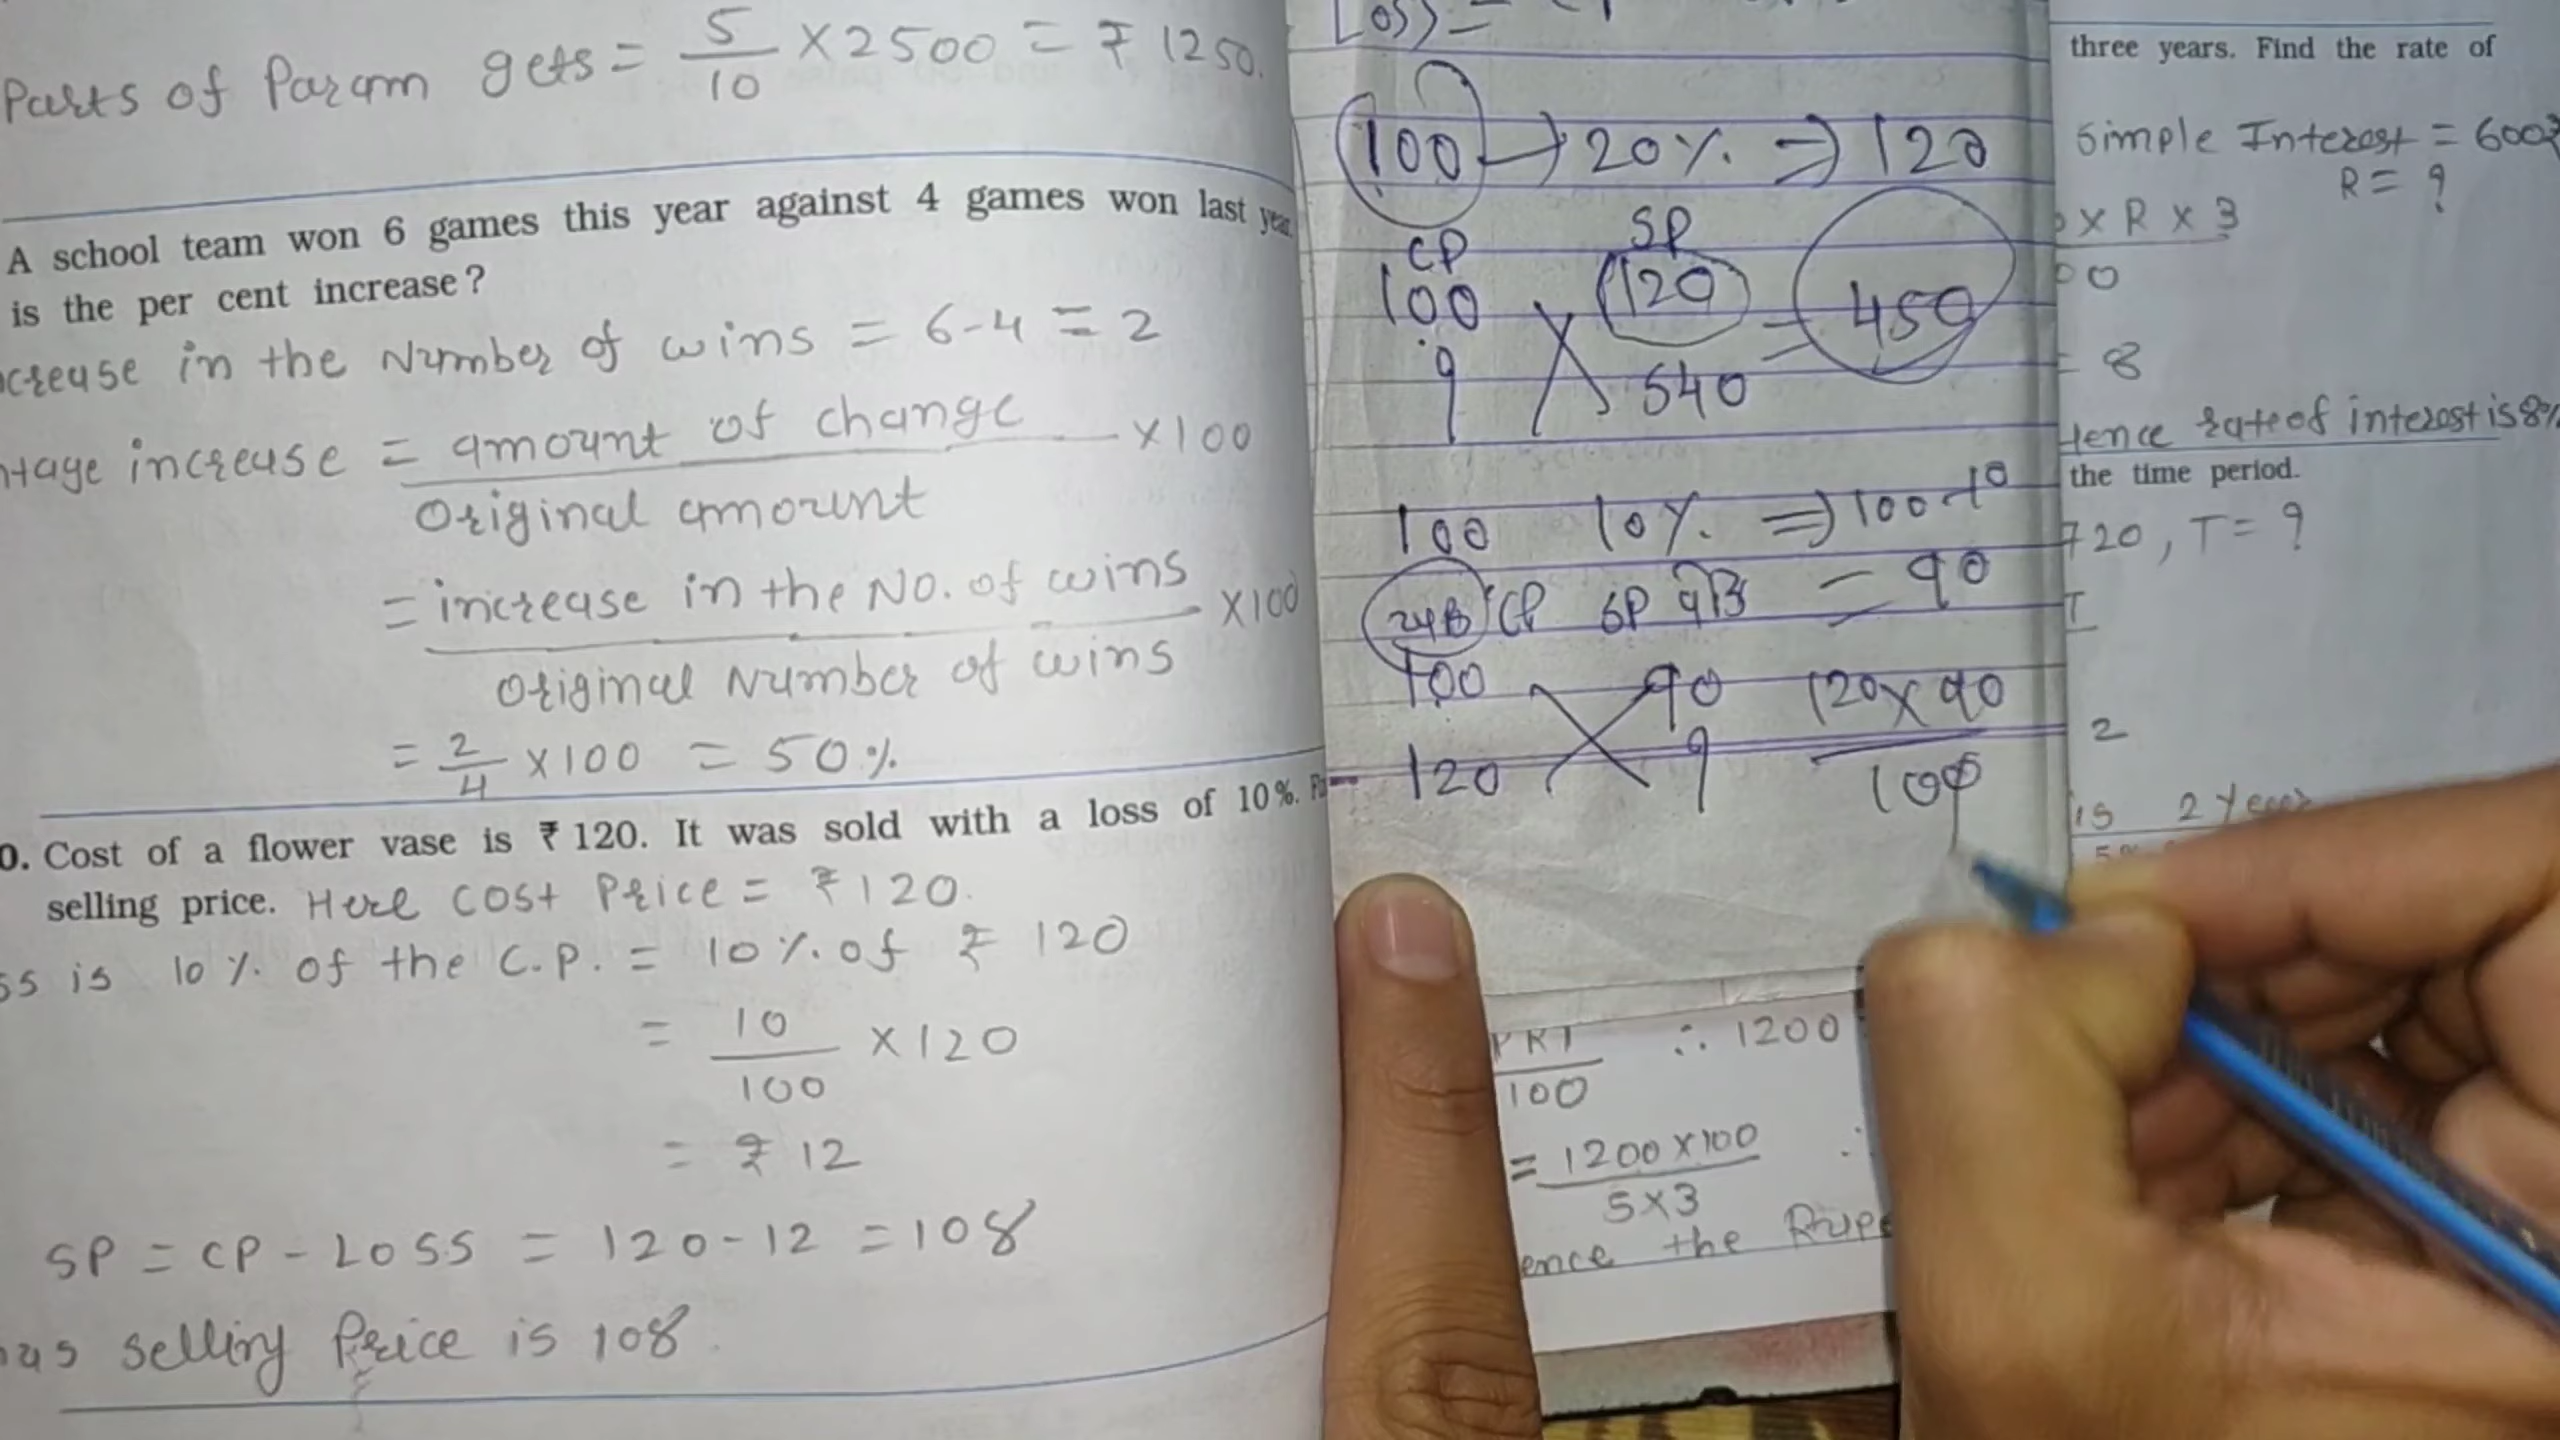 Parts of Param gets = 5/10 × 2500 = ₹ 1250.
A school team won 6 games this year against 4 games won last year
is the per cent increase?
crease in the Number of wins = 6-4 = 2
ntage increase = amount of change / Original amount ×100
= increase in the No. of wins / Original Number of wins ×100
= 2/4 ×100 = 50%
0. Cost of a flower vase is ₹ 120. It was sold with a loss of 10%.
selling price. Here Cost Price = ₹120.
ss is 10%. of the C.P. = 10%. of ₹ 120
= 10/100 ×120
= ₹ 12
SP = CP - LOSS = 120-12 = 108
selling Price is 108.
Loss =
100 → 20% ⇒ 120
CP SP
100 120 = 450
? 540
100 10% ⇒ 100-10
CP SP = 90
100 90 120×90
120 ? 100
three years. Find the rate of
Simple Interest = 600
R = ?
× R × 3
00
= 8
Hence rate of interest is 8%
the time period.
720, T = ?
T
2
is 2 Years
PRT/100 ∴ 1200
= 1200×100 / 5×3
ence the